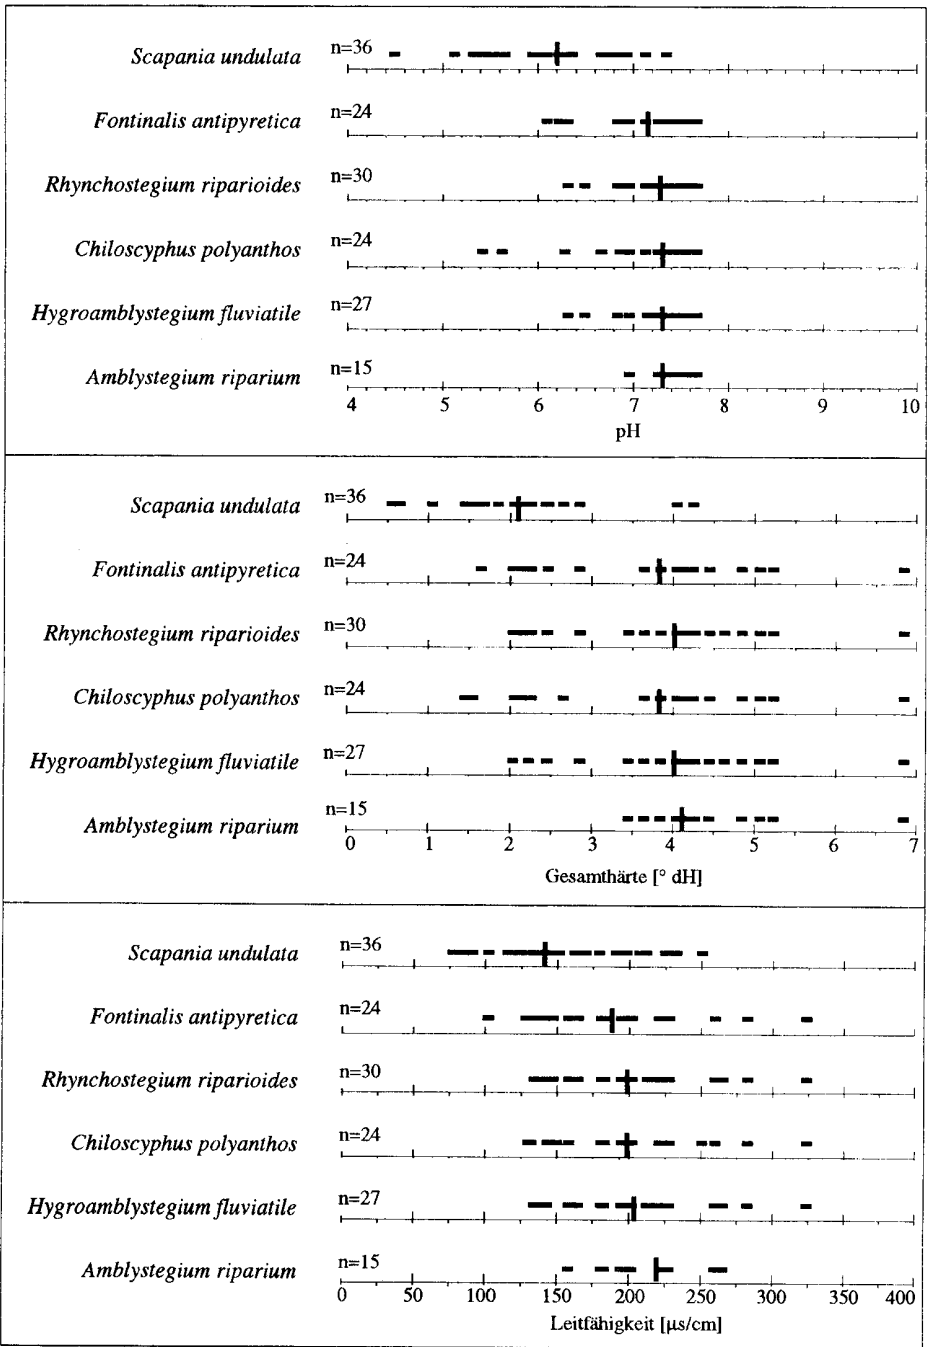 Scapania undulata n=36
Fontinalis antipyretica n=24
Rhynchostegium riparioides n=30
Chiloscyphus polyanthos n=24
Hygroamblystegium fluviatile n=27
Amblystegium riparium n=15
4 5 6 7 8 9 10
pH
Scapania undulata n=36
Fontinalis antipyretica n=24
Rhynchostegium riparioides n=30
Chiloscyphus polyanthos n=24
Hygroamblystegium fluviatile n=27
Amblystegium riparium n=15
0 1 2 3 4 5 6 7
Gesamthärte [° dH]
Scapania undulata n=36
Fontinalis antipyretica n=24
Rhynchostegium riparioides n=30
Chiloscyphus polyanthos n=24
Hygroamblystegium fluviatile n=27
Amblystegium riparium n=15
0 50 100 150 200 250 300 350 400
Leitfähigkeit [µs/cm]